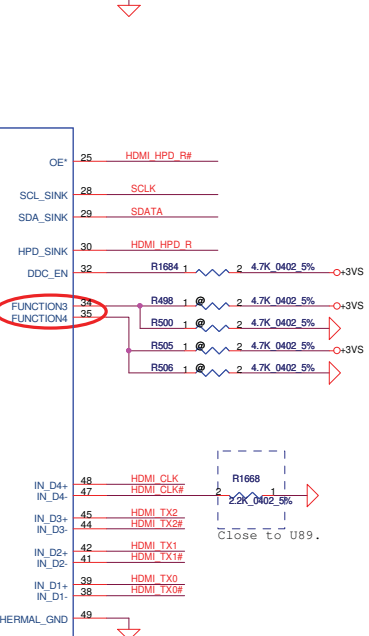 OE* 25 HDMI_HPD_R#
SCL_SINK 28 SCLK
SDA_SINK 29 SDATA
HPD_SINK 30 HDMI_HPD_R
DDC_EN 32 R1684 1 2 4.7K_0402_5% +3VS
FUNCTION3 34 R498 1 @ 2 4.7K_0402_5% +3VS
FUNCTION4 35 R500 1 @ 2 4.7K_0402_5%
R505 1 @ 2 4.7K_0402_5% +3VS
R506 1 @ 2 4.7K_0402_5%
R1668
IN_D4+ 48 HDMI_CLK
IN_D4- 47 HDMI_CLK# 2 1
2.2K_0402_5%
IN_D3+ 45 HDMI_TX2
IN_D3- 44 HDMI_TX2#
Close to U89.
IN_D2+ 42 HDMI_TX1
IN_D2- 41 HDMI_TX1#
IN_D1+ 39 HDMI_TX0
IN_D1- 38 HDMI_TX0#
HERMAL_GND 49